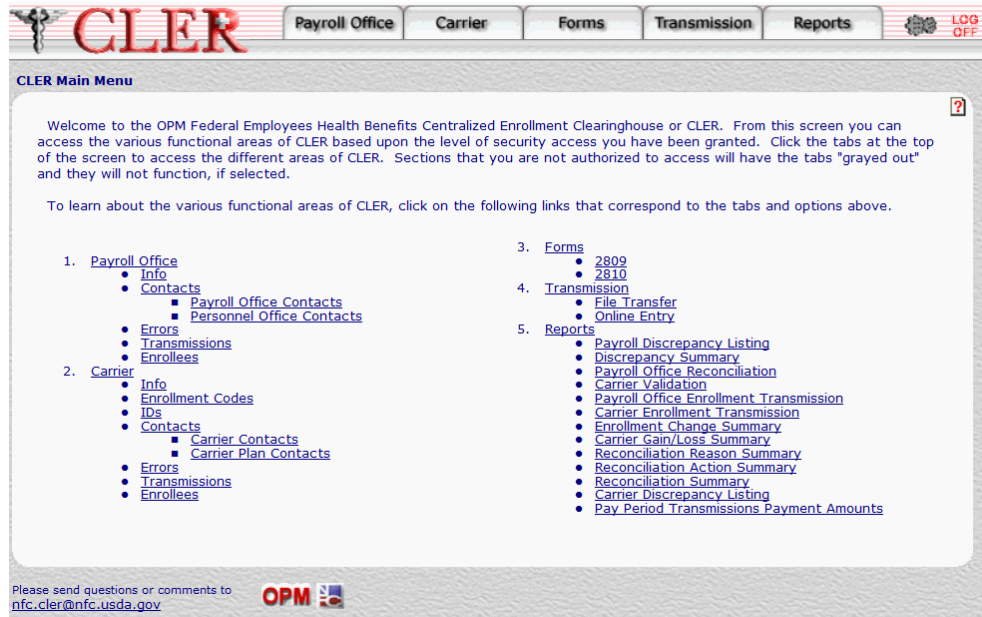 CLER
Payroll Office
Carrier
Forms
Transmission
Reports
LOG
OFF
CLER Main Menu
?
Welcome to the OPM Federal Employees Health Benefits Centralized Enrollment Clearinghouse or CLER. From this screen you can
access the various functional areas of CLER based upon the level of security access you have been granted. Click the tabs at the top
of the screen to access the different areas of CLER. Sections that you are not authorized to access will have the tabs "grayed out"
and they will not function, if selected.
To learn about the various functional areas of CLER, click on the following links that correspond to the tabs and options above.
1. Payroll Office
• Info
• Contacts
▪ Payroll Office Contacts
▪ Personnel Office Contacts
• Errors
• Transmissions
• Enrollees
2. Carrier
• Info
• Enrollment Codes
• IDs
• Contacts
▪ Carrier Contacts
▪ Carrier Plan Contacts
• Errors
• Transmissions
• Enrollees
3. Forms
• 2809
• 2810
4. Transmission
• File Transfer
• Online Entry
5. Reports
• Payroll Discrepancy Listing
• Discrepancy Summary
• Payroll Office Reconciliation
• Carrier Validation
• Payroll Office Enrollment Transmission
• Carrier Enrollment Transmission
• Enrollment Change Summary
• Carrier Gain/Loss Summary
• Reconciliation Reason Summary
• Reconciliation Action Summary
• Reconciliation Summary
• Carrier Discrepancy Listing
• Pay Period Transmissions Payment Amounts
Please send questions or comments to
nfc.cler@nfc.usda.gov
OPM